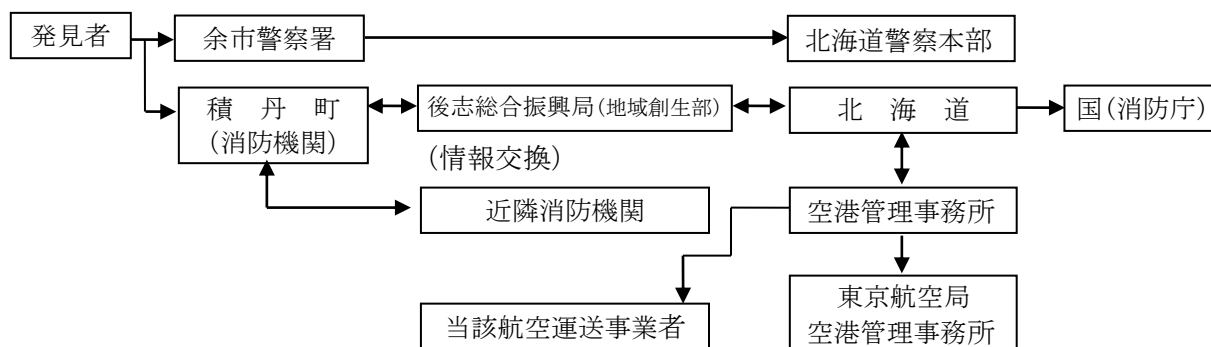 発見者
余市警察署
北海道警察本部
積 丹 町
(消防機関)
後志総合振興局(地域創生部)
北 海 道
国(消防庁)
(情報交換)
近隣消防機関
空港管理事務所
当該航空運送事業者
東京航空局
空港管理事務所